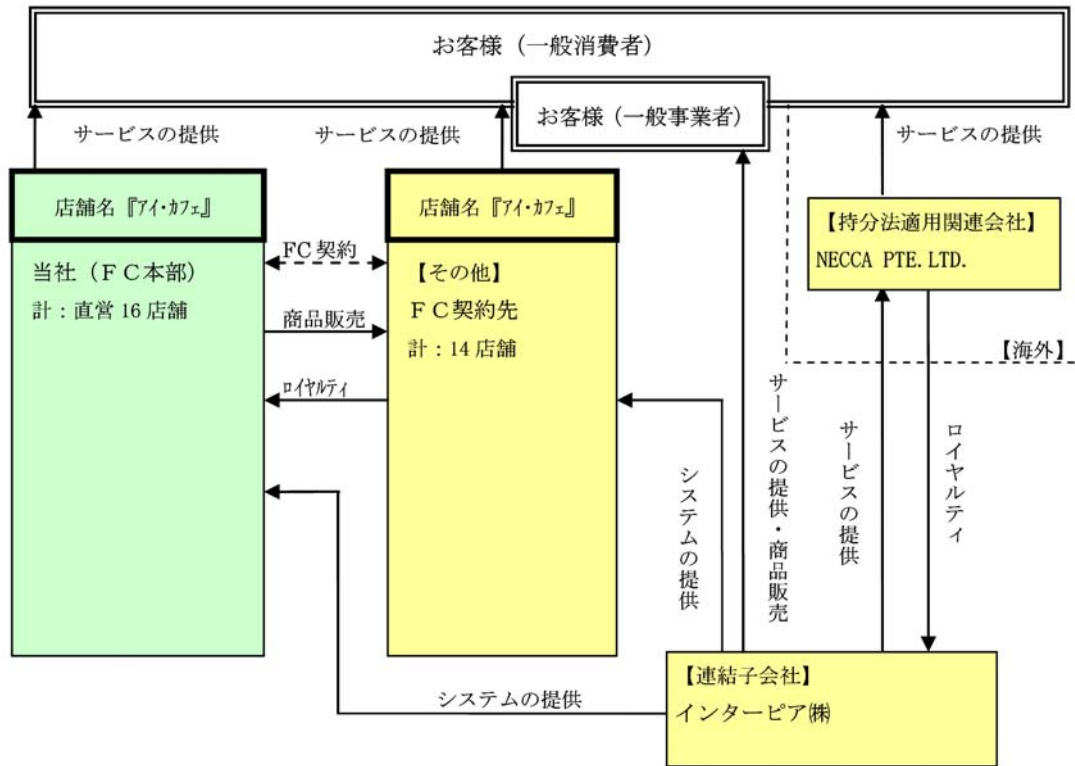 お客様（一般消費者）
お客様（一般事業者）
サービスの提供
サービスの提供
サービスの提供
店舗名『ｱｲ･ｶﾌｪ』
当社（ＦＣ本部）
計：直営16店舗
FC契約
商品販売
ﾛｲﾔﾙﾃｨ
店舗名『ｱｲ･ｶﾌｪ』
【その他】
ＦＣ契約先
計：14店舗
【持分法適用関連会社】
NECCA PTE.LTD.
【海外】
システムの提供
サービスの提供・商品販売
サービスの提供
ロイヤルティ
システムの提供
【連結子会社】
インターピア㈱